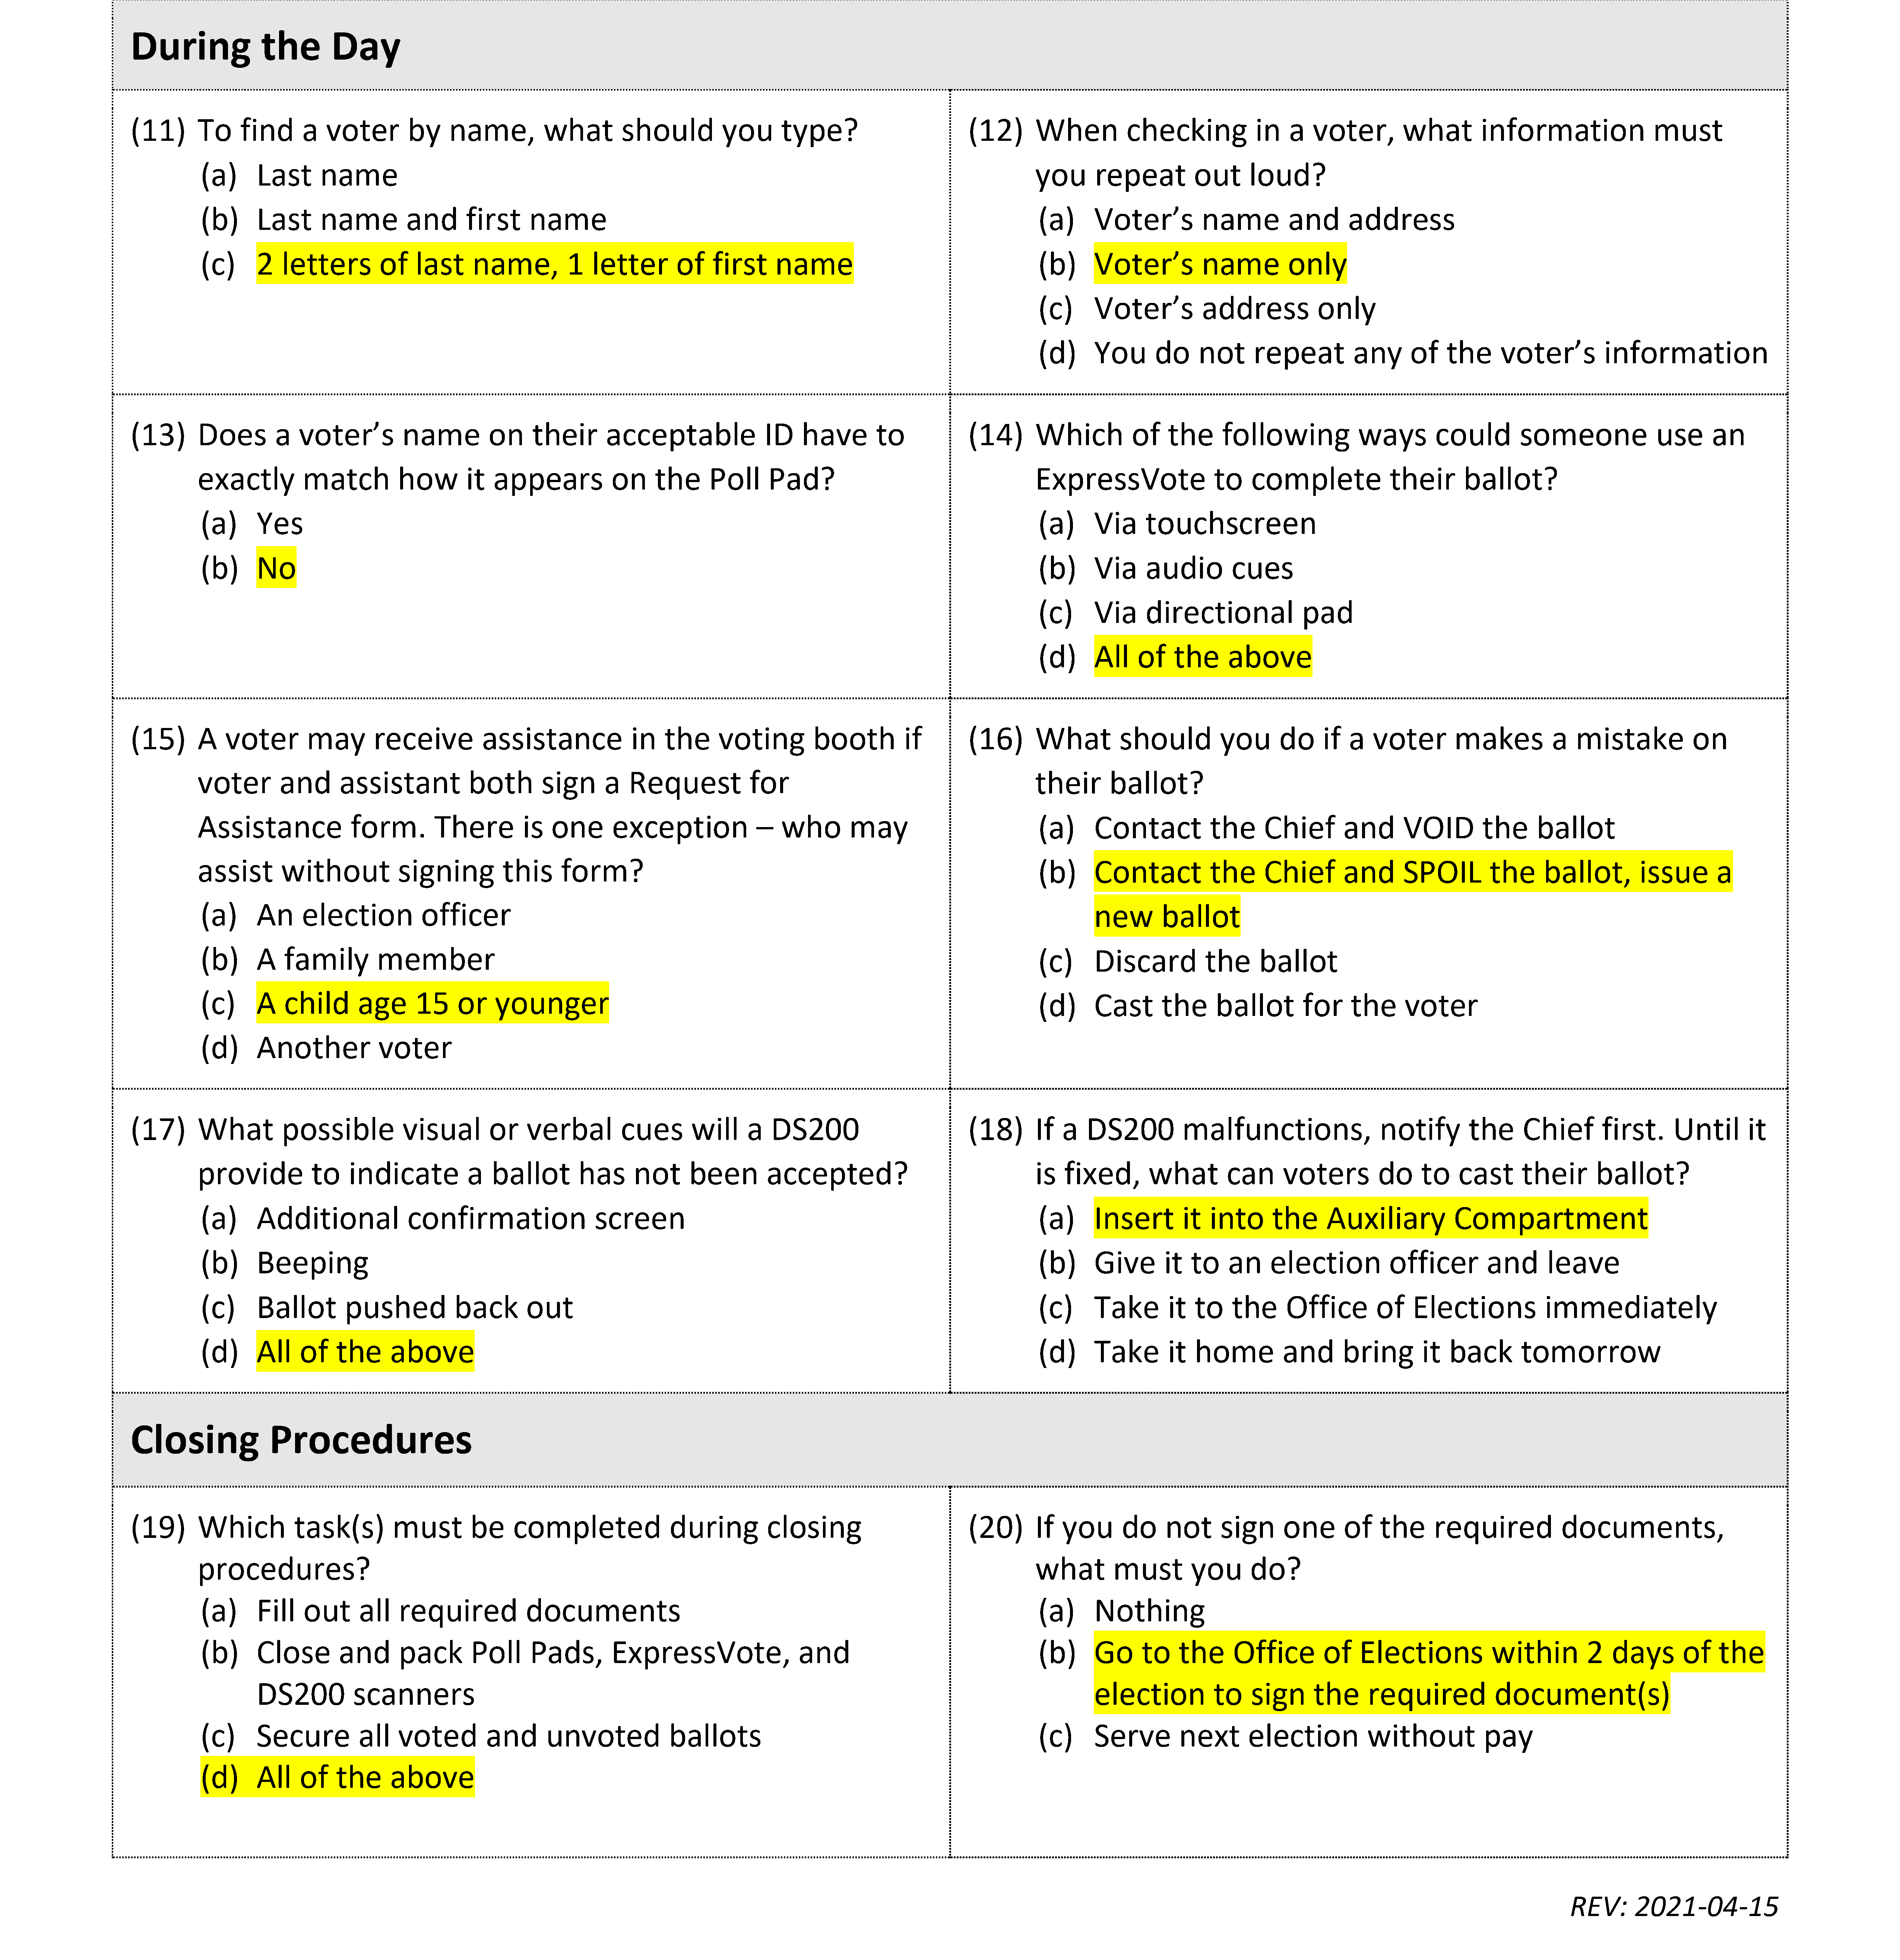 During the Day
(11) To find a voter by name, what should you type?
(a) Last name
(b) Last name and first name
(c) 2 letters of last name, 1 letter of first name
(12) When checking in a voter, what information must
you repeat out loud?
(a) Voter’s name and address
(b) Voter’s name only
(c) Voter’s address only
(d) You do not repeat any of the voter’s information
(13) Does a voter’s name on their acceptable ID have to
exactly match how it appears on the Poll Pad?
(a) Yes
(b) No
(14) Which of the following ways could someone use an
ExpressVote to complete their ballot?
(a) Via touchscreen
(b) Via audio cues
(c) Via directional pad
(d) All of the above
(15) A voter may receive assistance in the voting booth if
voter and assistant both sign a Request for
Assistance form. There is one exception – who may
assist without signing this form?
(a) An election officer
(b) A family member
(c) A child age 15 or younger
(d) Another voter
(16) What should you do if a voter makes a mistake on
their ballot?
(a) Contact the Chief and VOID the ballot
(b) Contact the Chief and SPOIL the ballot, issue a
new ballot
(c) Discard the ballot
(d) Cast the ballot for the voter
(17) What possible visual or verbal cues will a DS200
provide to indicate a ballot has not been accepted?
(a) Additional confirmation screen
(b) Beeping
(c) Ballot pushed back out
(d) All of the above
(18) If a DS200 malfunctions, notify the Chief first. Until it
is fixed, what can voters do to cast their ballot?
(a) Insert it into the Auxiliary Compartment
(b) Give it to an election officer and leave
(c) Take it to the Office of Elections immediately
(d) Take it home and bring it back tomorrow
Closing Procedures
(19) Which task(s) must be completed during closing
procedures?
(a) Fill out all required documents
(b) Close and pack Poll Pads, ExpressVote, and
DS200 scanners
(c) Secure all voted and unvoted ballots
(d) All of the above
(20) If you do not sign one of the required documents,
what must you do?
(a) Nothing
(b) Go to the Office of Elections within 2 days of the
election to sign the required document(s)
(c) Serve next election without pay
REV: 2021-04-15